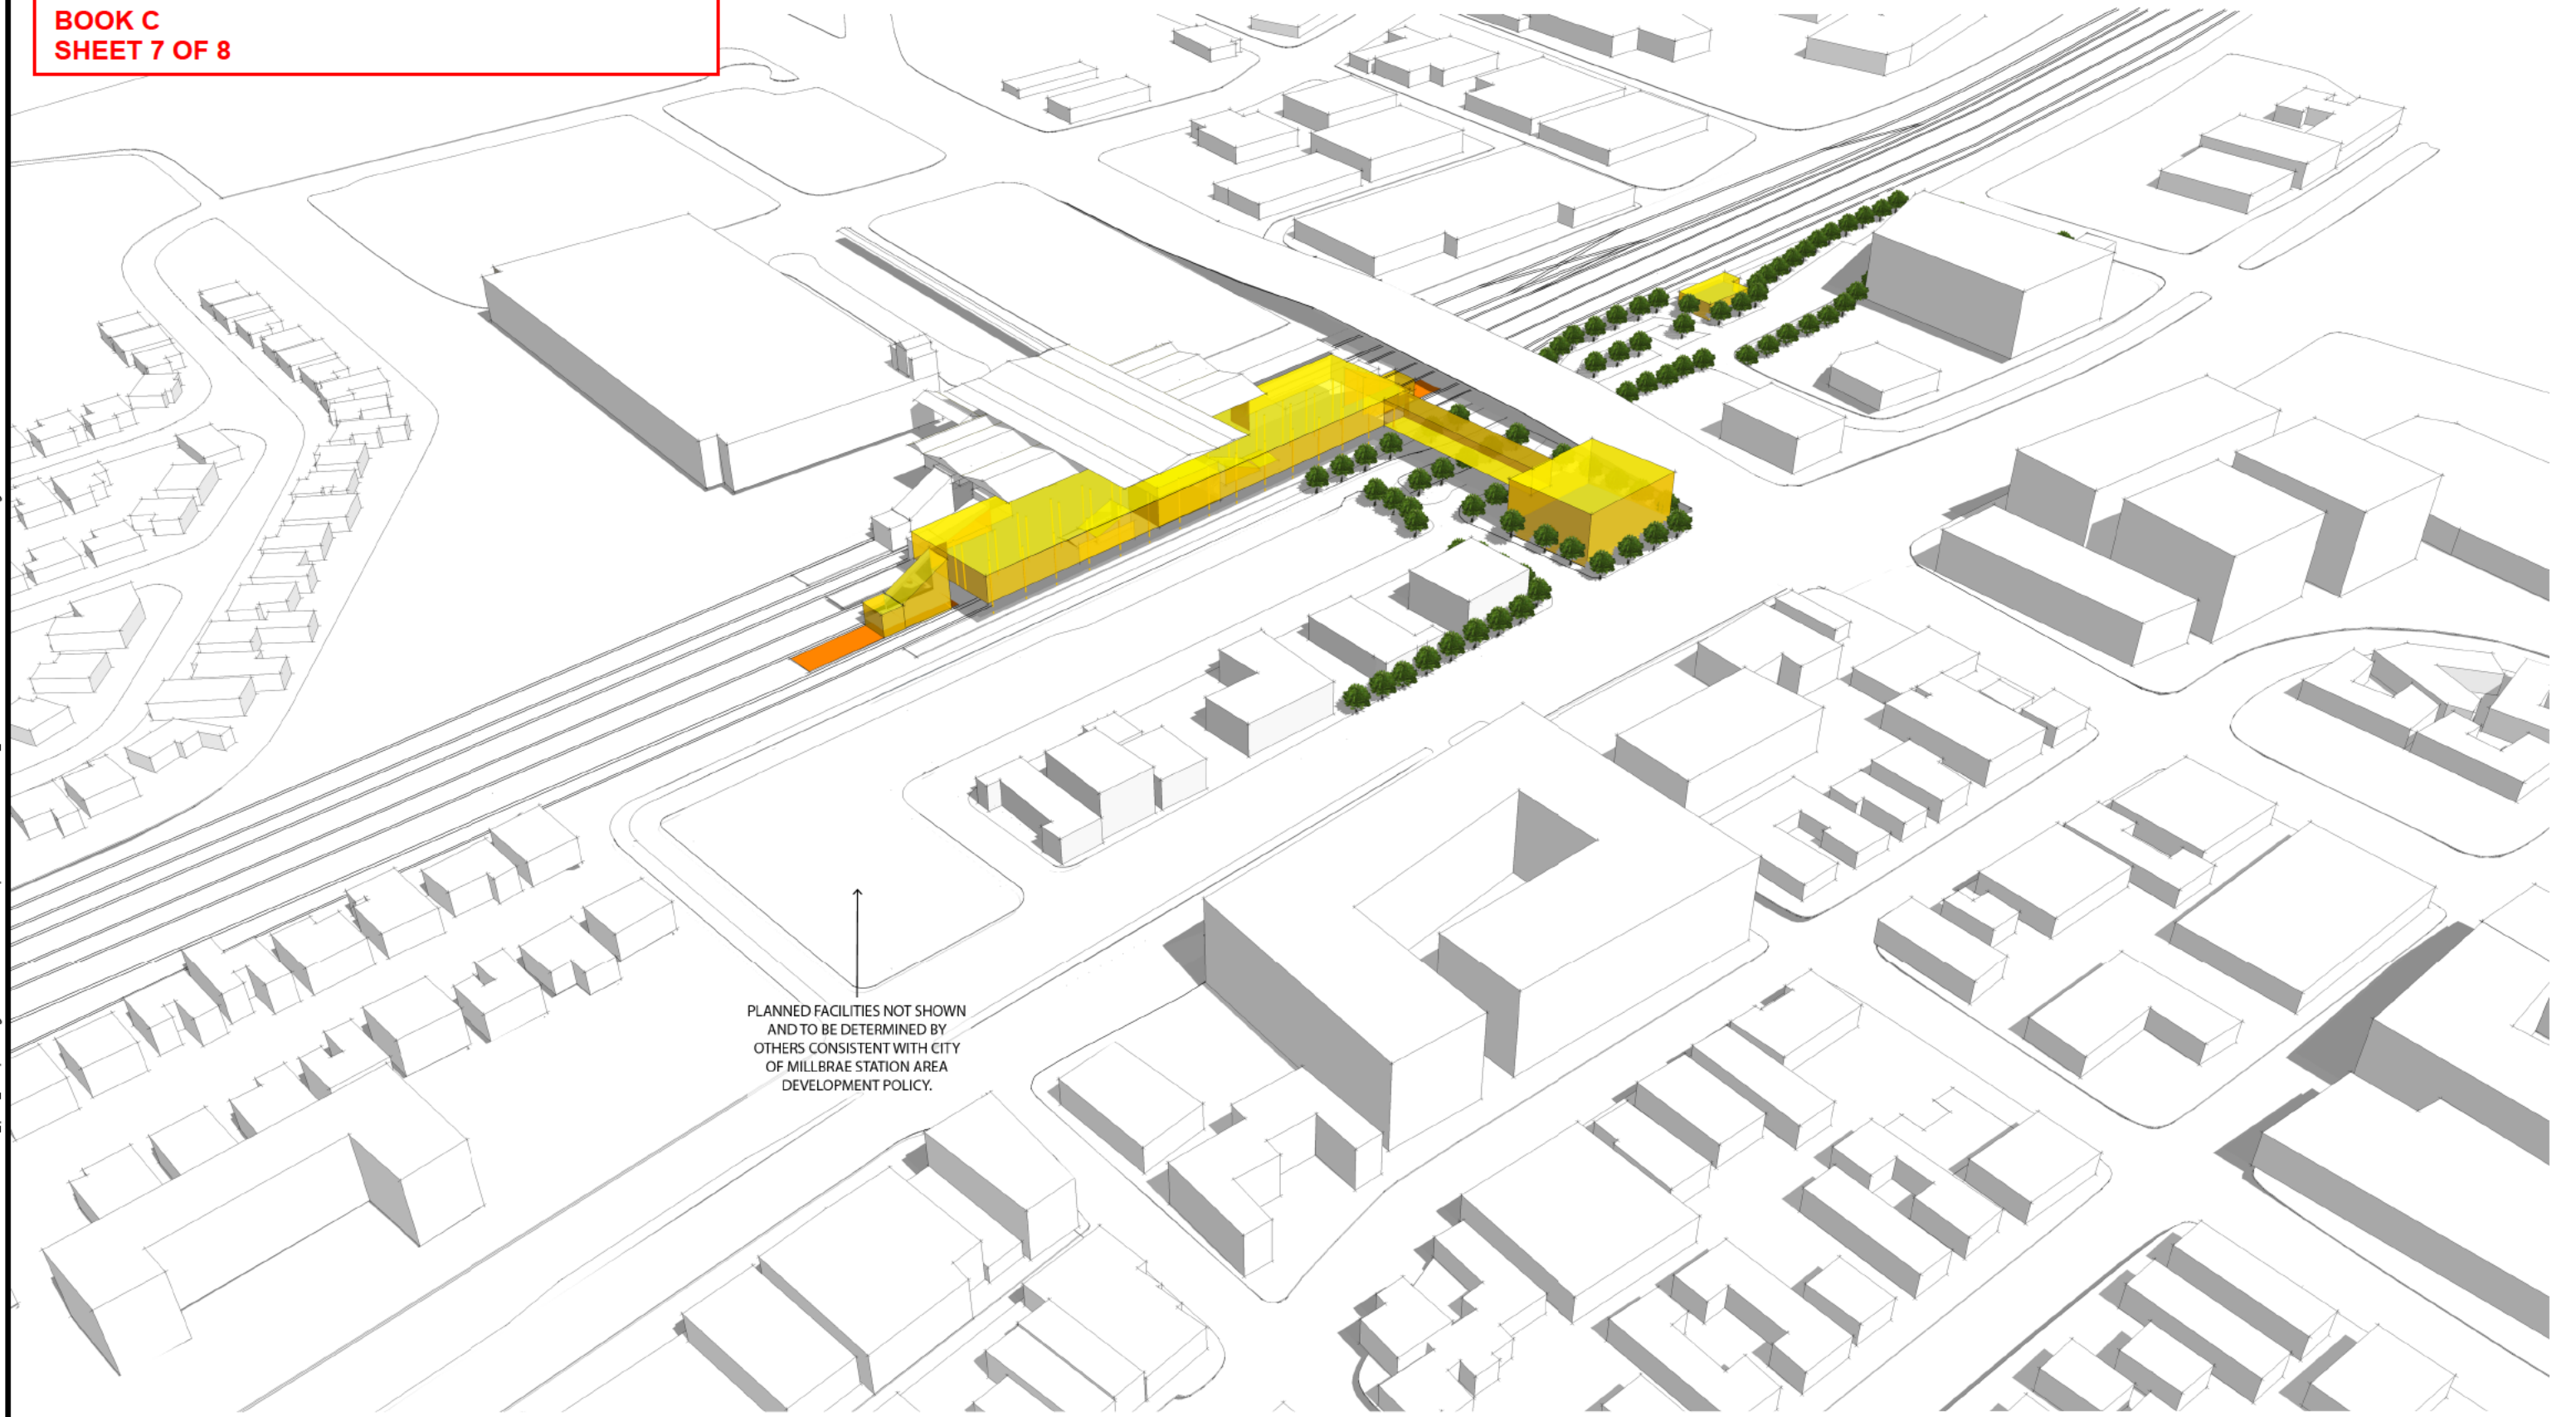 BOOK C
SHEET 7 OF 8
PLANNED FACILITIES NOT SHOWN
AND TO BE DETERMINED BY
OTHERS CONSISTENT WITH CITY
OF MILLBRAE STATION AREA
DEVELOPMENT POLICY.